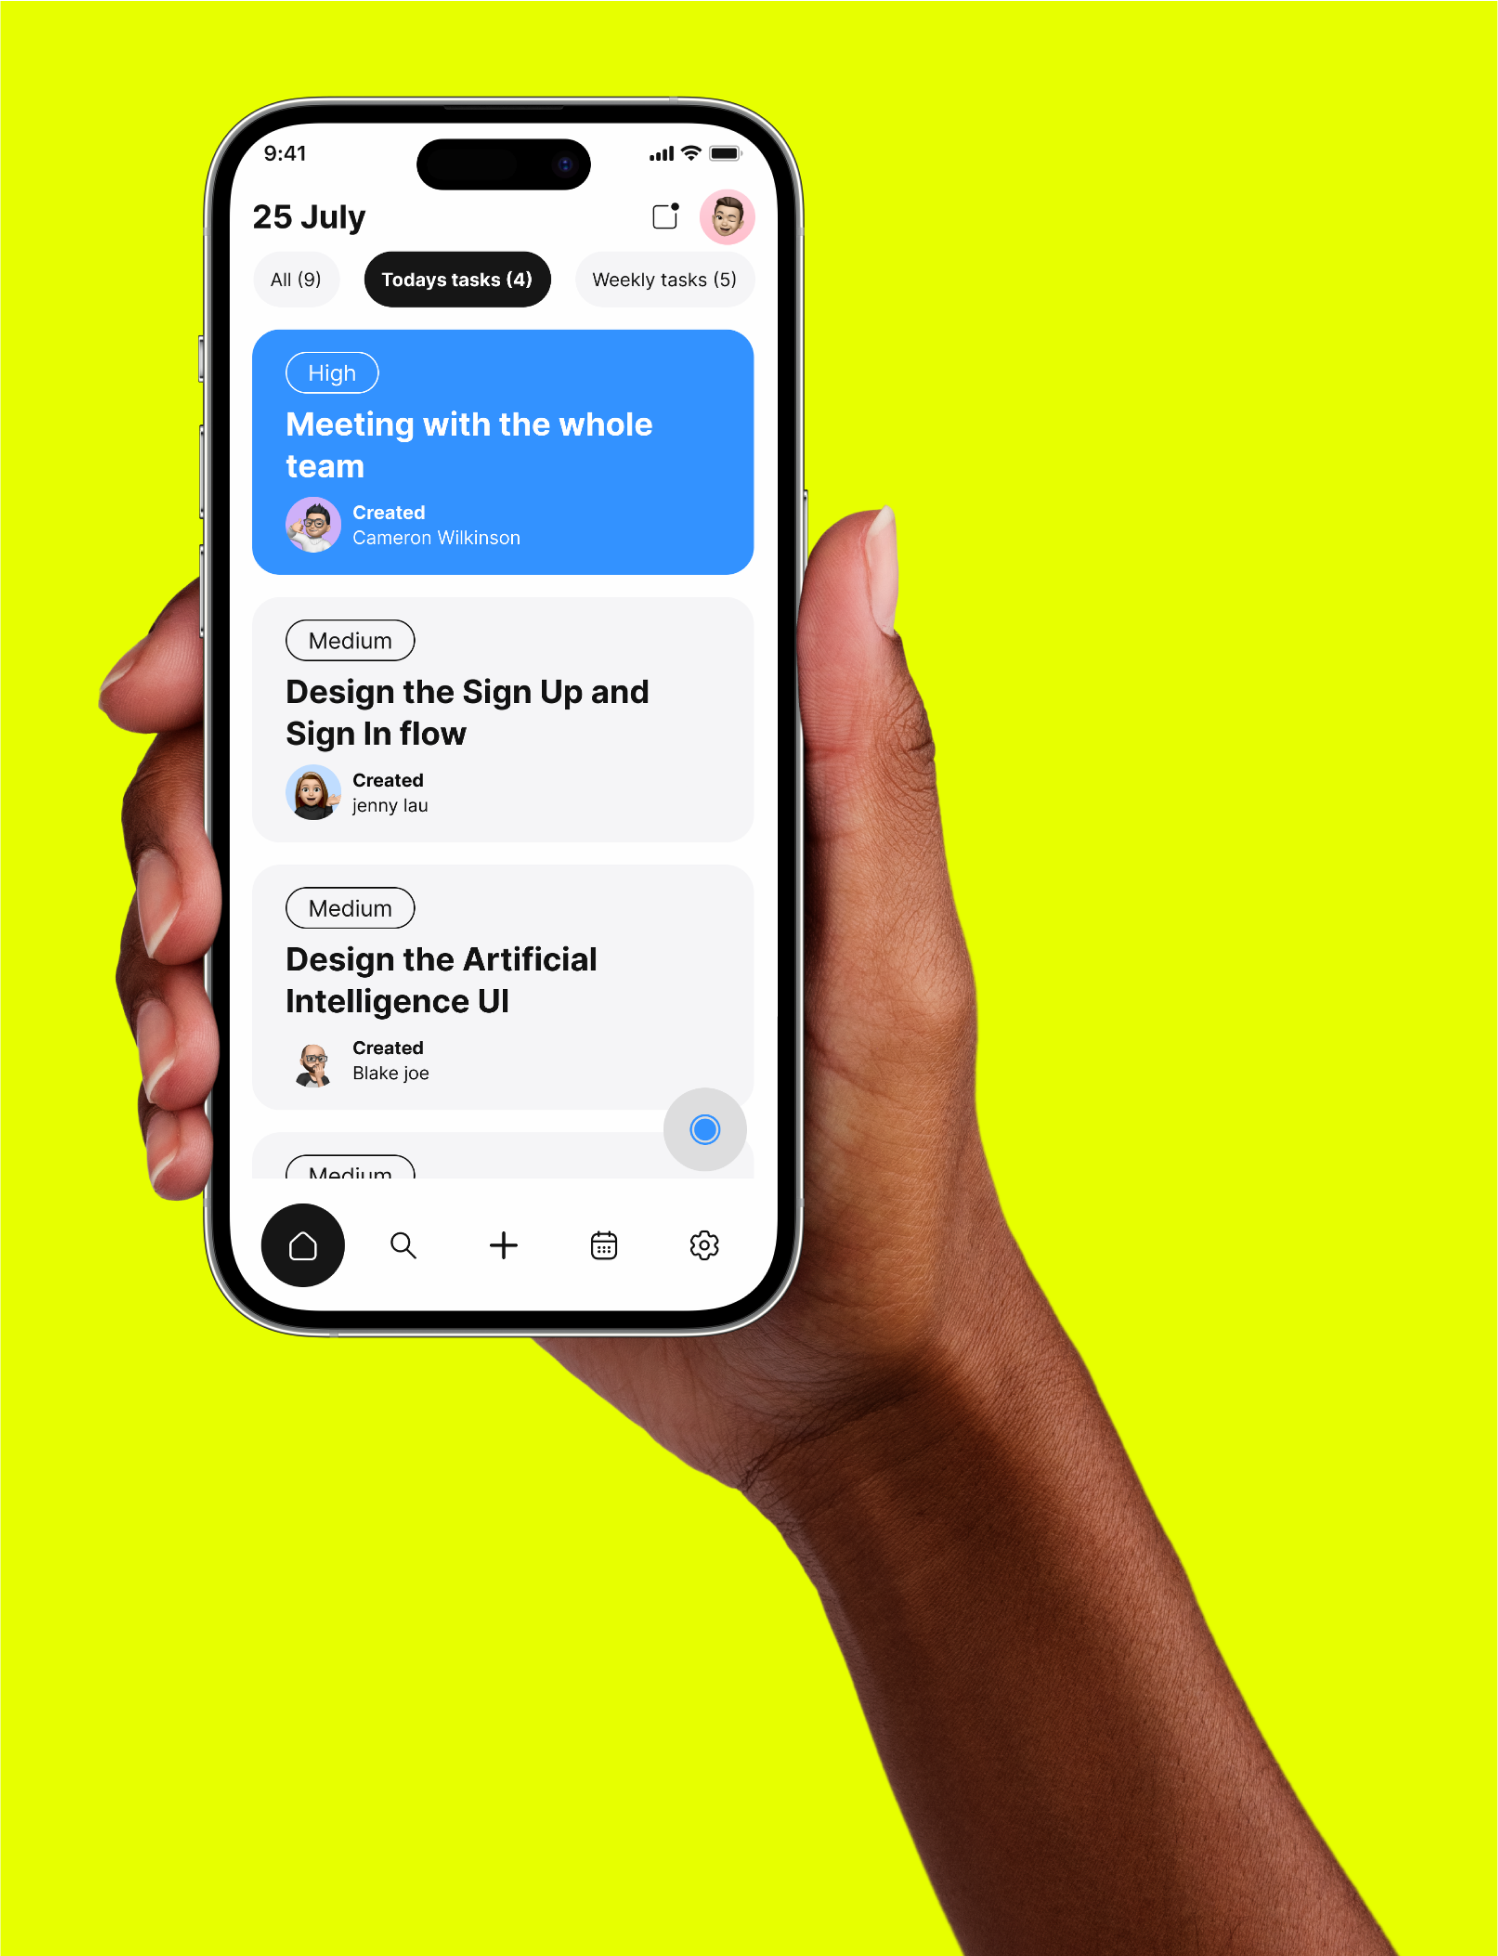 9:41
25 July
All (9)
Todays tasks (4)
Weekly tasks (5)
High
Meeting with the whole
team
Created
Cameron Wilkinson
Medium
Design the Sign Up and
Sign In flow
Created
jenny lau
Medium
Design the Artificial
Intelligence UI
Created
Blake joe
Medium